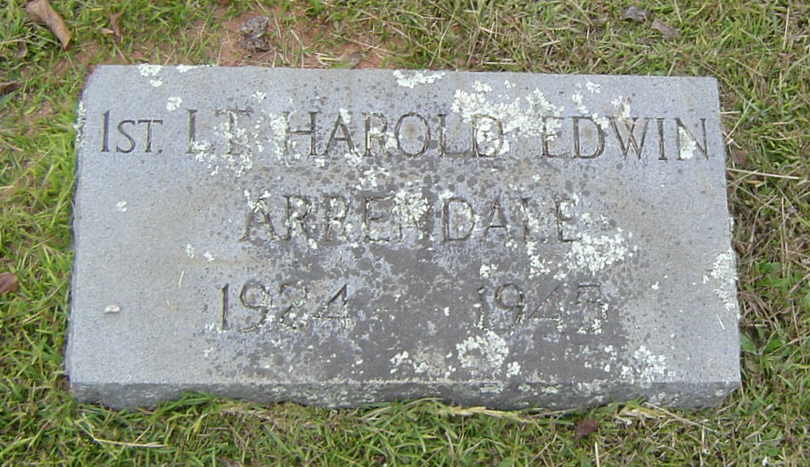 1ST. LT. HAROLD EDWIN
ARRENDALE
1924 1945